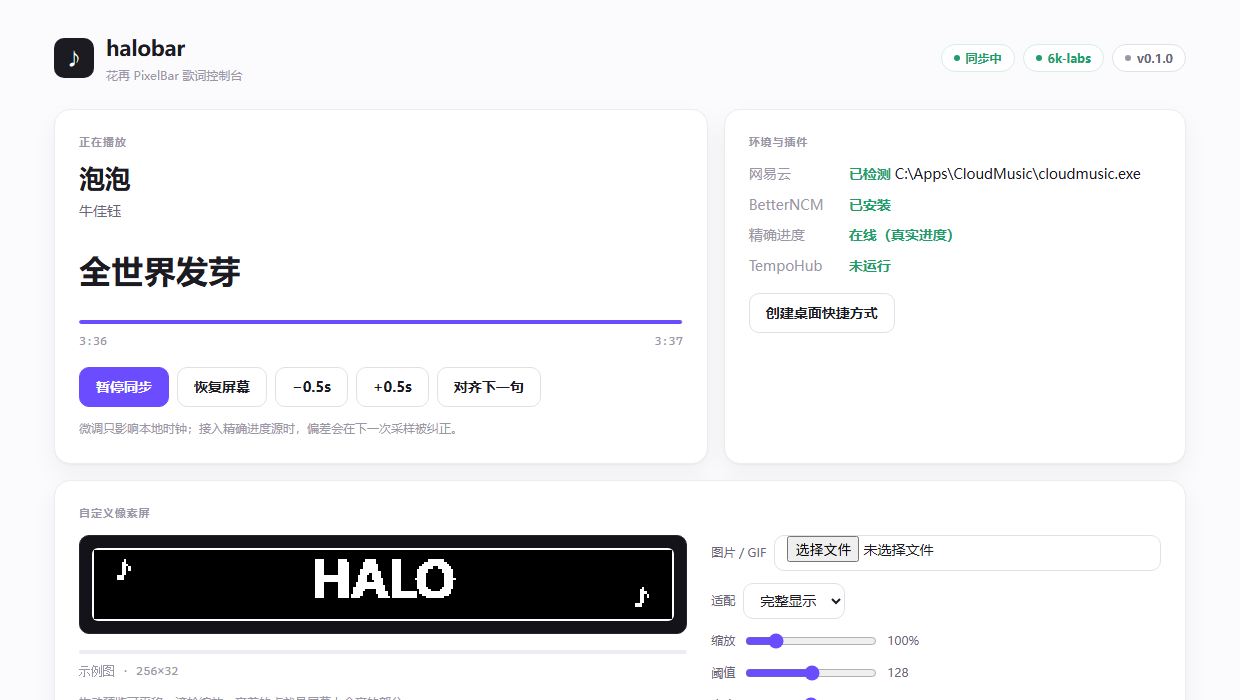 halobar
花再 PixelBar 歌词控制台
同步中
6k-labs
v0.1.0
正在播放
泡泡
牛佳钰
全世界发芽
3:36
3:37
暂停同步
恢复屏幕
−0.5s
+0.5s
对齐下一句
微调只影响本地时钟；接入精确进度源时，偏差会在下一次采样被纠正。
环境与插件
网易云 已检测 C:\Apps\CloudMusic\cloudmusic.exe
BetterNCM 已安装
精确进度 在线（真实进度）
TempoHub 未运行
创建桌面快捷方式
自定义像素屏
HALO
示例图 · 256×32
图片 / GIF 选择文件 未选择文件
适配 完整显示
缩放 100%
阈值 128